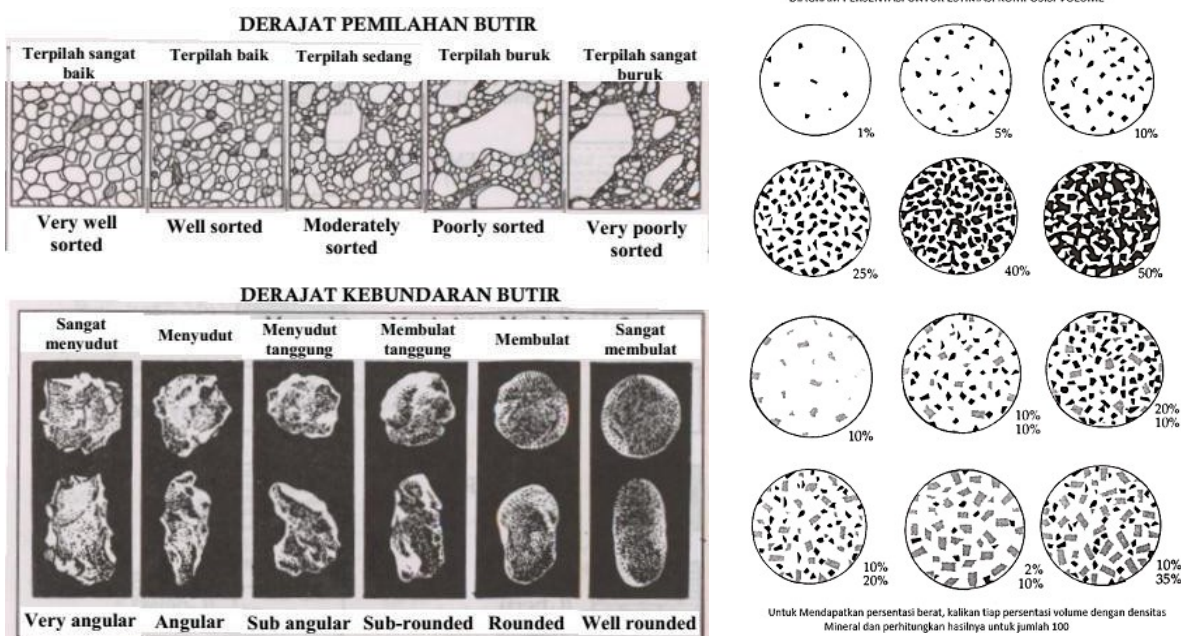 DERAJAT PEMILAHAN BUTIR
Terpilah sangat baik
Terpilah baik
Terpilah sedang
Terpilah buruk
Terpilah sangat buruk
Very well sorted
Well sorted
Moderately sorted
Poorly sorted
Very poorly sorted
DERAJAT KEBUNDARAN BUTIR
Sangat menyudut
Menyudut
Menyudut tanggung
Membulat tanggung
Membulat
Sangat membulat
Very angular
Angular
Sub angular
Sub-rounded
Rounded
Well rounded
1%
5%
10%
25%
40%
50%
10%
10%
10%
20%
10%
10%
20%
2%
10%
10%
35%
Untuk Mendapatkan persentasi berat, kalikan tiap persentasi volume dengan densitas
Mineral dan perhitungkan hasilnya untuk jumlah 100